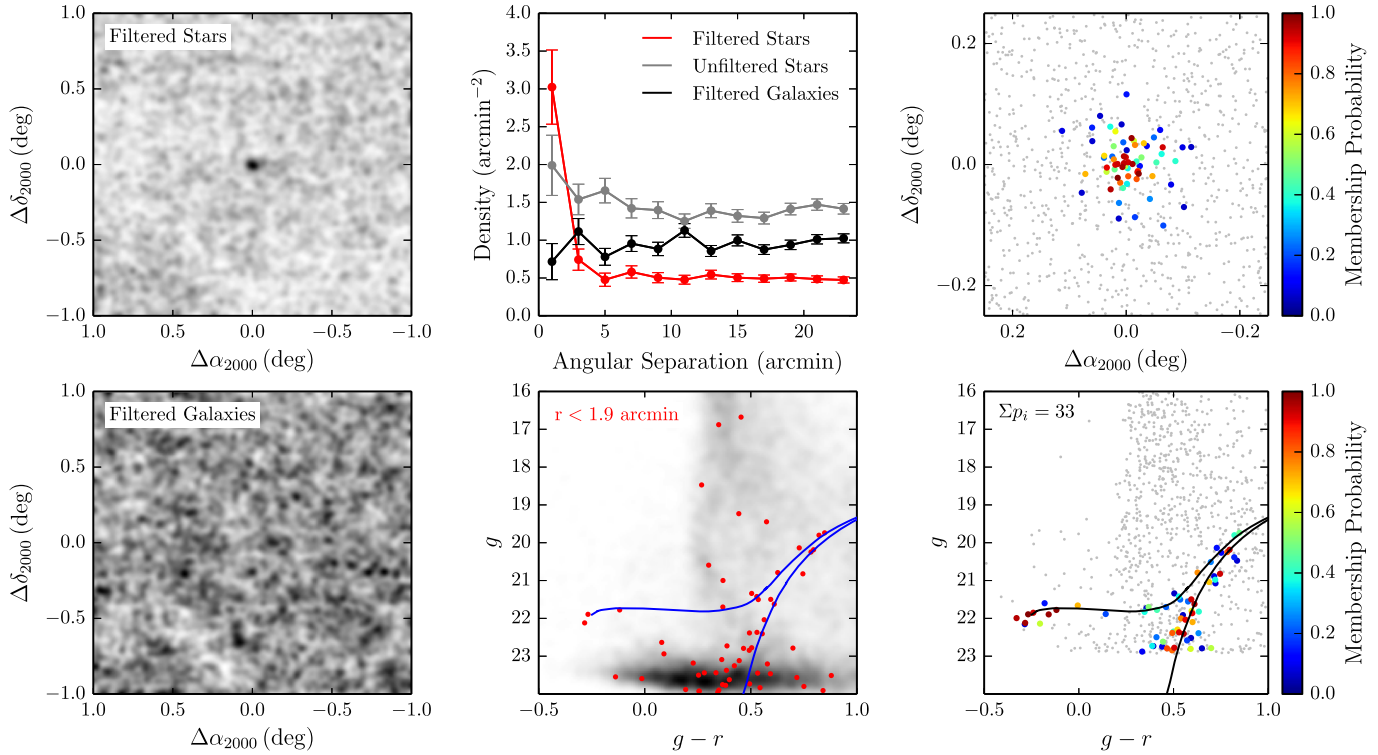 Filtered Stars
1.0
0.5
0.0
−0.5
−1.0
Δδ2000 (deg)
1.0 0.5 0.0 −0.5 −1.0
Δα2000 (deg)
Filtered Stars
Unfiltered Stars
Filtered Galaxies
4.0
3.5
3.0
2.5
2.0
1.5
1.0
0.5
0.0
Density (arcmin−2)
0 5 10 15 20
Angular Separation (arcmin)
0.2
0.0
−0.2
Δδ2000 (deg)
0.2 0.0 −0.2
Δα2000 (deg)
1.0
0.8
0.6
0.4
0.2
0.0
Membership Probability
Filtered Galaxies
1.0
0.5
0.0
−0.5
−1.0
Δδ2000 (deg)
1.0 0.5 0.0 −0.5 −1.0
Δα2000 (deg)
r < 1.9 arcmin
16
17
18
19
20
21
22
23
g
−0.5 0.0 0.5 1.0
g − r
Σpi = 33
16
17
18
19
20
21
22
23
g
−0.5 0.0 0.5 1.0
g − r
1.0
0.8
0.6
0.4
0.2
0.0
Membership Probability